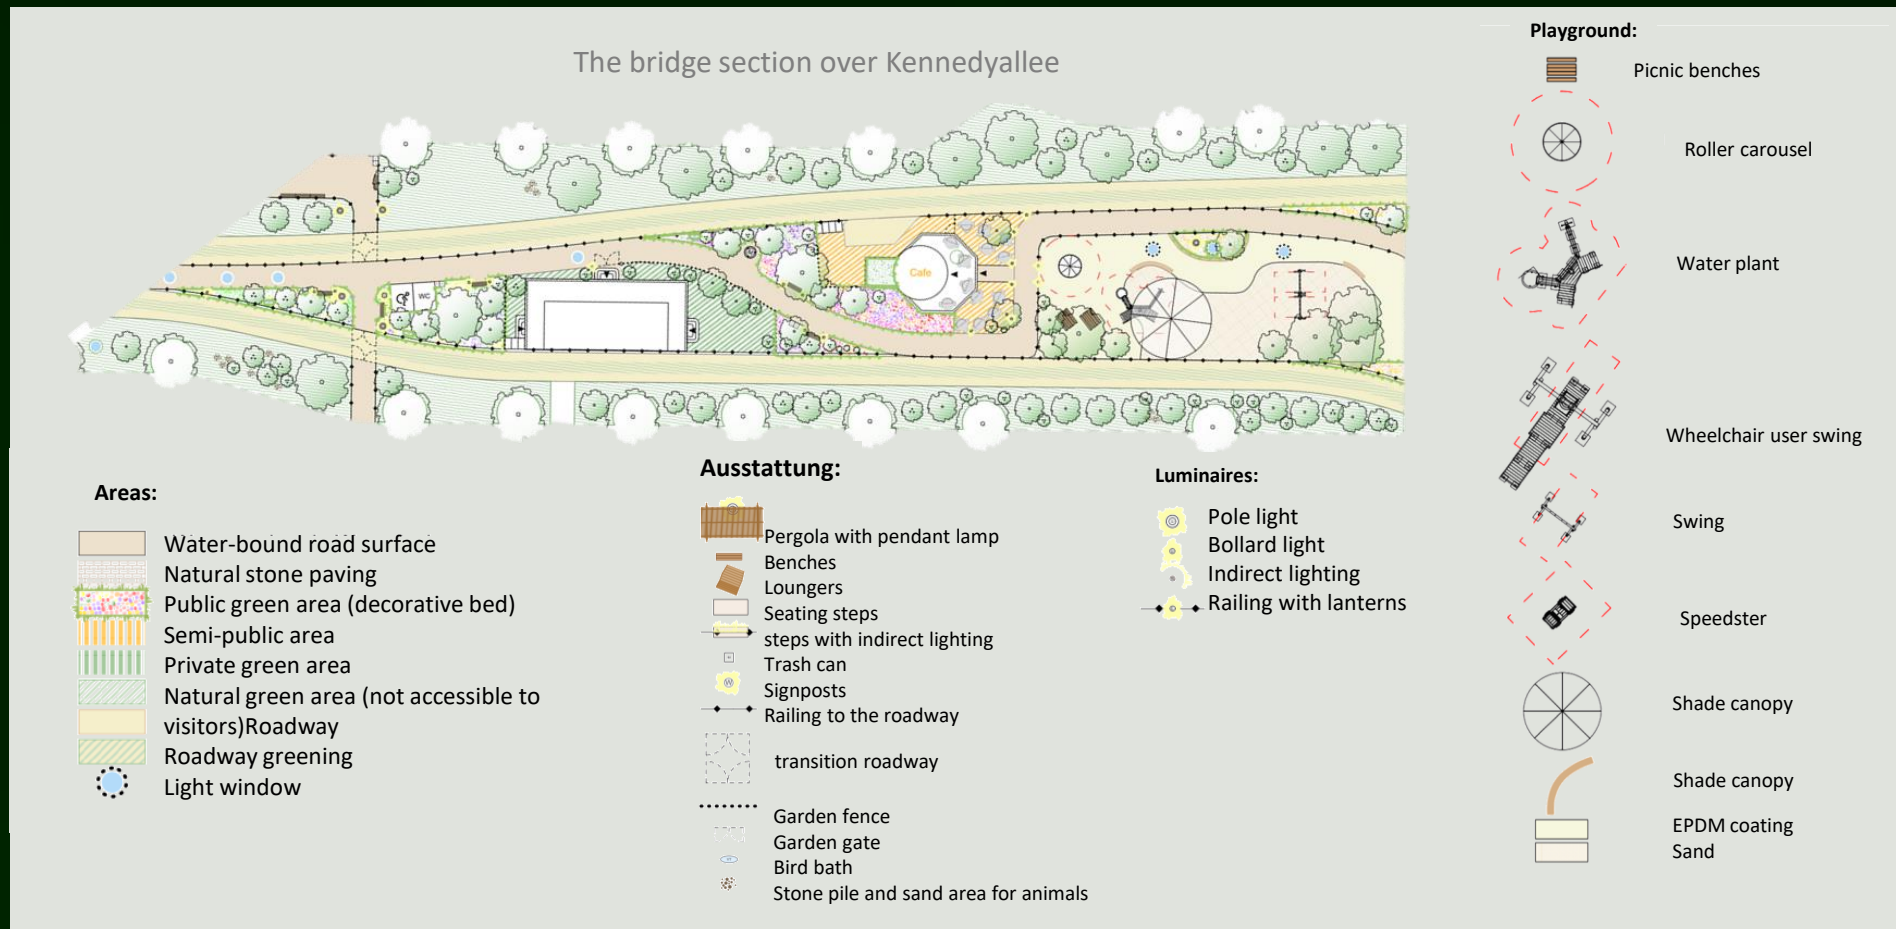 The bridge section over Kennedyallee
WC
Cafe
Areas:
Water-bound road surface
Natural stone paving
Public green area (decorative bed)
Semi-public area
Private green area
Natural green area (not accessible to
visitors)Roadway
Roadway greening
Light window
Ausstattung:
Pergola with pendant lamp
Benches
Loungers
Seating steps
steps with indirect lighting
Trash can
Signposts
Railing to the roadway
transition roadway
Garden fence
Garden gate
Bird bath
Stone pile and sand area for animals
Luminaires:
Pole light
Bollard light
Indirect lighting
Railing with lanterns
Playground:
Picnic benches
Roller carousel
Water plant
Wheelchair user swing
Swing
Speedster
Shade canopy
Shade canopy
EPDM coating
Sand